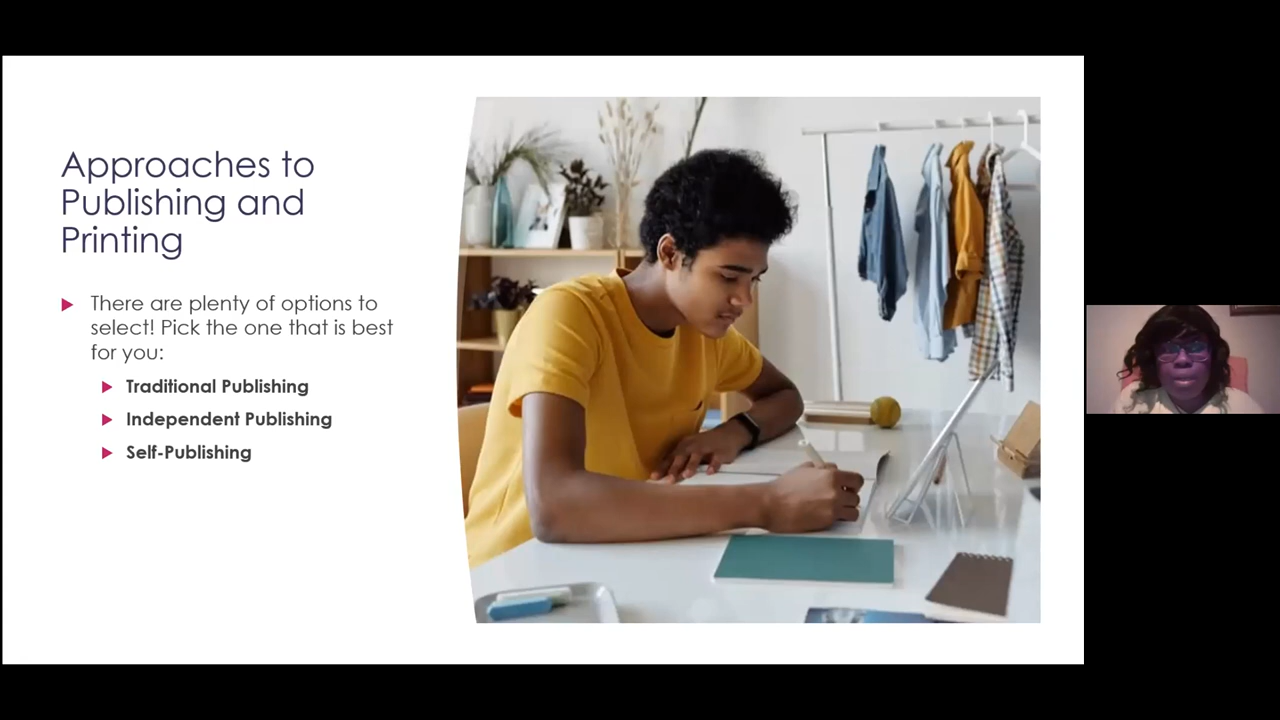 Approaches to
Publishing and
Printing
There are plenty of options to
select! Pick the one that is best
for you:
Traditional Publishing
Independent Publishing
Self-Publishing